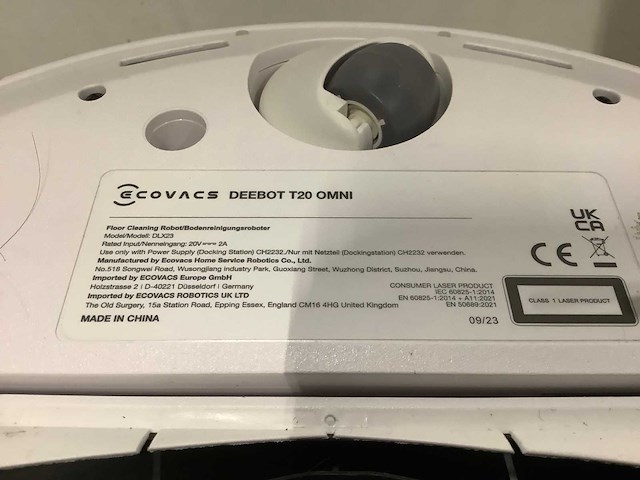 ECOVACS DEEBOT T20 OMNI
Floor Cleaning Robot/Bodenreinigungsroboter
Model/Modell: DLX23
Rated Input/Nenneingang: 20V⎓ 2A
Use only with Power Supply (Docking Station) CH2232./Nur mit Netzteil (Dockingstation) CH2232 verwenden.
Manufactured by Ecovacs Home Service Robotics Co., Ltd.
No.518 Songwei Road, Wusongjiang Industry Park, Guoxiang Street, Wuzhong District, Suzhou, Jiangsu, China.
Imported by ECOVACS Europe GmbH
Holzstrasse 2 | D-40221 Düsseldorf | Germany
Imported by ECOVACS ROBOTICS UK LTD
The Old Surgery, 15a Station Road, Epping Essex, England CM16 4HG United Kingdom
MADE IN CHINA
CONSUMER LASER PRODUCT
IEC 60825-1:2014
EN 60825-1:2014 + A11:2021
EN 50689:2021
09/23
UK
CA
CE
CLASS 1 LASER PRODUCT